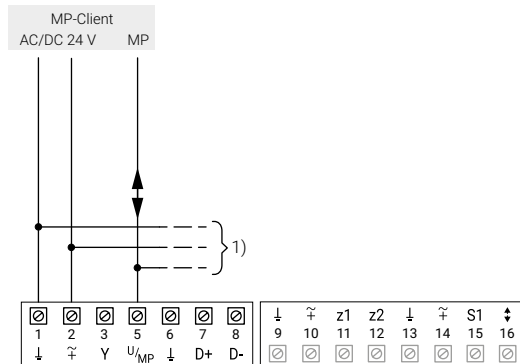 MP-Client
AC/DC 24 V MP
1)
1 2 3 5 6 7 8
⏚ ≂ Y U/MP ⏚ D+ D-
⏚ ≂ z1 z2 ⏚ ≂ S1 ⬍
9 10 11 12 13 14 15 16